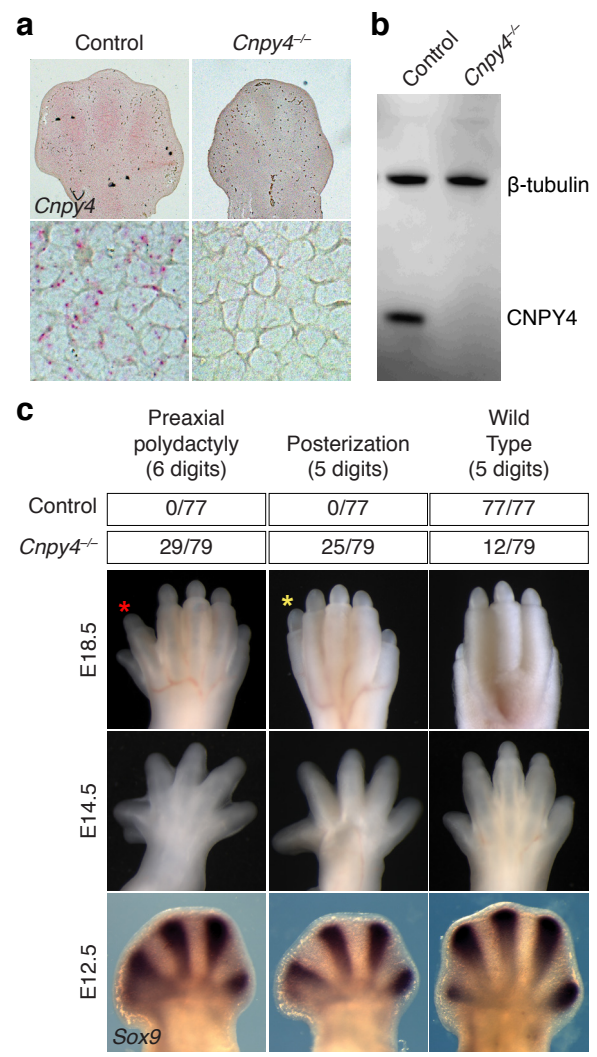 a
Control
Cnpy4–/–
Cnpy4
b
Control
Cnpy4-/-
β-tubulin
CNPY4
c
Preaxial
polydactyly
(6 digits)
Posterization
(5 digits)
Wild
Type
(5 digits)
Control
0/77
0/77
77/77
Cnpy4–/–
29/79
25/79
12/79
E18.5
*
*
E14.5
E12.5
Sox9